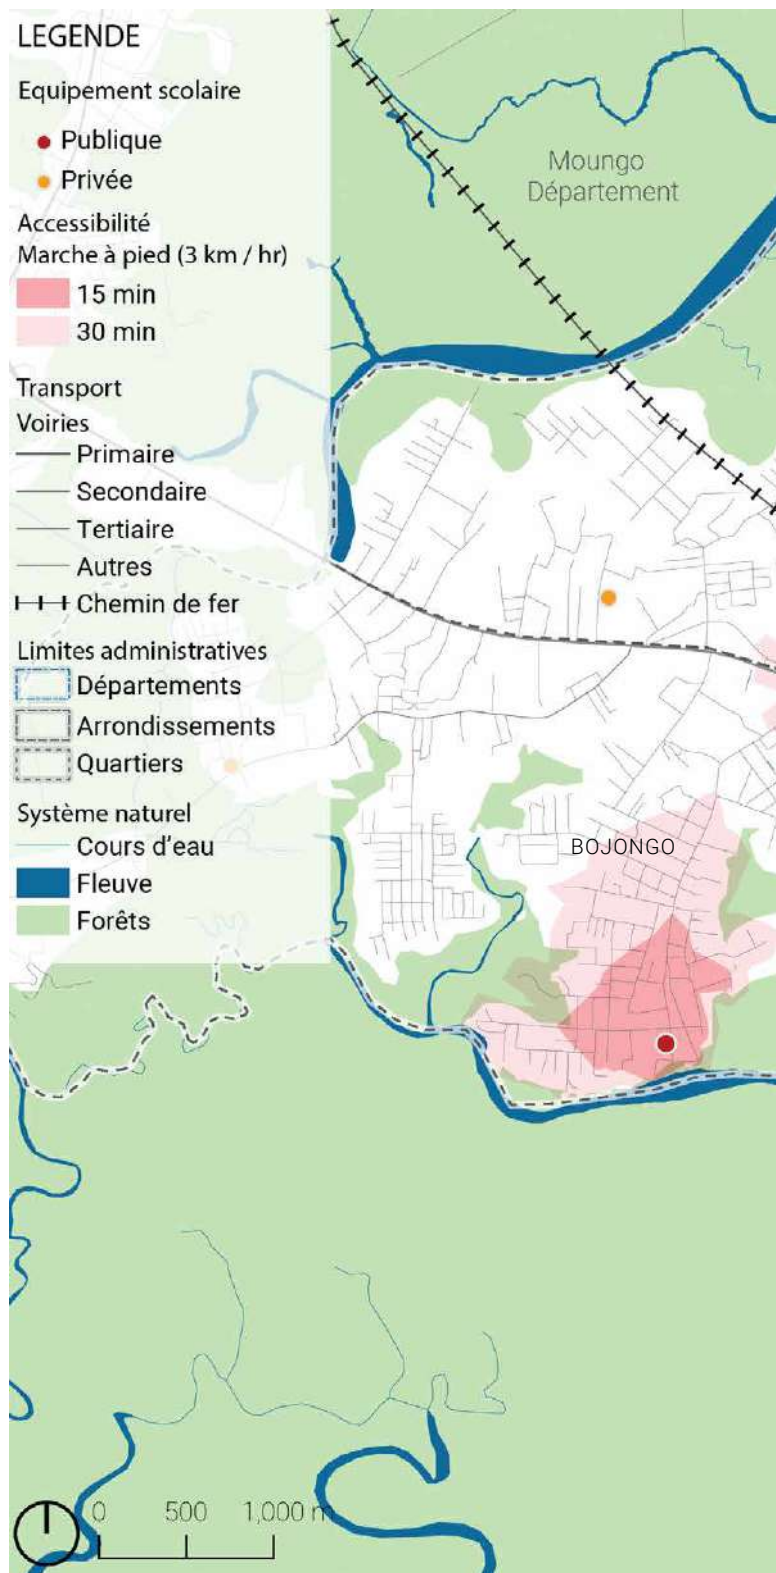 LEGENDE
Equipement scolaire
Publique
Privée
Accessibilité
Marche à pied (3 km / hr)
15 min
30 min
Transport
Voiries
Primaire
Secondaire
Tertiaire
Autres
Chemin de fer
Limites administratives
Départements
Arrondissements
Quartiers
Système naturel
Cours d'eau
Fleuve
Forêts
Moungo
Département
BOJONGO
0 500 1,000 m